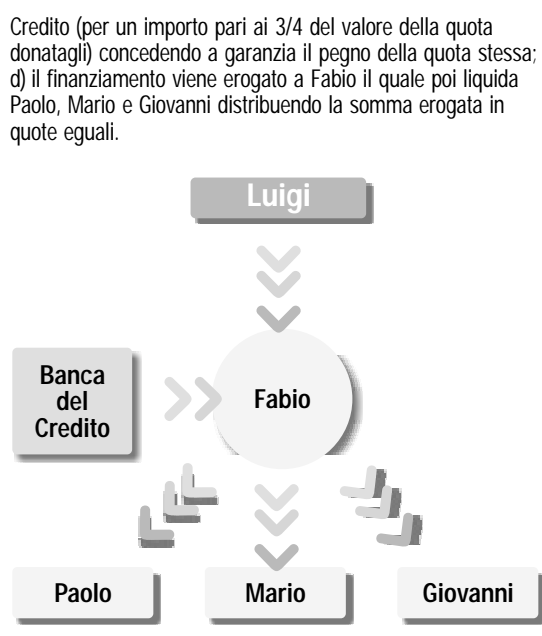 Credito (per un importo pari ai 3/4 del valore della quota
donatagli) concedendo a garanzia il pegno della quota stessa;
d) il finanziamento viene erogato a Fabio il quale poi liquida
Paolo, Mario e Giovanni distribuendo la somma erogata in
quote eguali.
Luigi
Banca
del
Credito
Fabio
Paolo
Mario
Giovanni